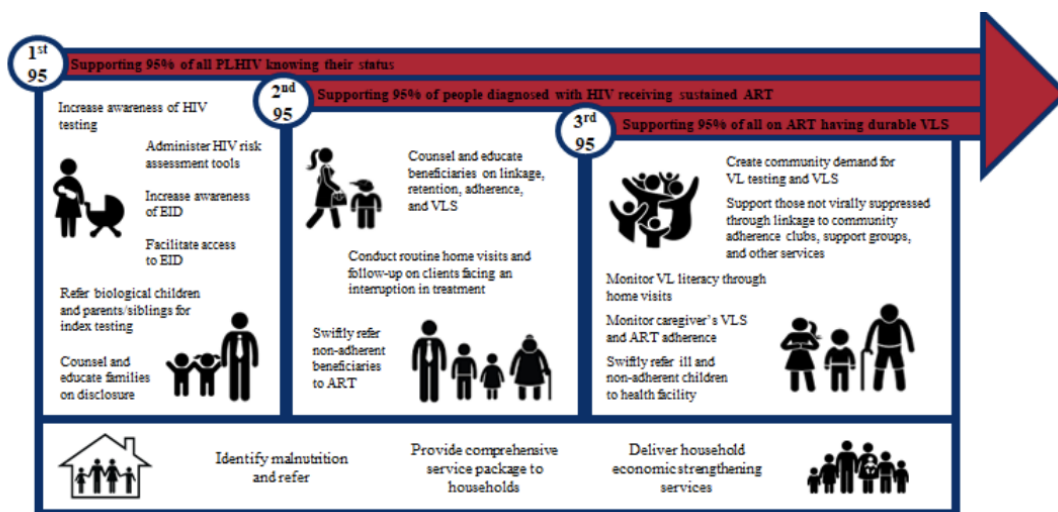 1st
95
Supporting 95% of all PLHIV knowing their status
2nd
95
Supporting 95% of people diagnosed with HIV receiving sustained ART
3rd
95
Supporting 95% of all on ART having durable VLS
Increase awareness of HIV
testing
Administer HIV risk
assessment tools
Increase awareness
of EID
Facilitate access
to EID
Refer biological children
and parents/siblings for
index testing
Counsel and
educate families
on disclosure
Counsel and educate
beneficiaries on linkage,
retention, adherence,
and VLS
Conduct routine home visits and
follow-up on clients facing an
interruption in treatment
Swiftly refer
non-adherent
beneficiaries
to ART
Create community demand for
VL testing and VLS
Support those not virally suppressed
through linkage to community
adherence clubs, support groups,
and other services
Monitor VL literacy through
home visits
Monitor caregiver's VLS
and ART adherence
Swiftly refer ill and
non-adherent children
to health facility
Identify malnutrition
and refer
Provide comprehensive
service package to
households
Deliver household
economic strengthening
services